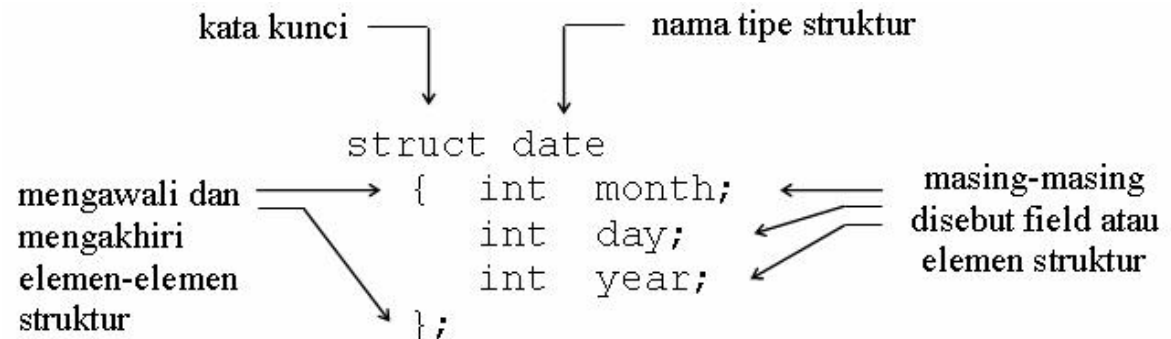 kata kunci
nama tipe struktur
struct date
{ int month;
int day;
int year;
};
mengawali dan
mengakhiri
elemen-elemen
struktur
masing-masing
disebut field atau
elemen struktur